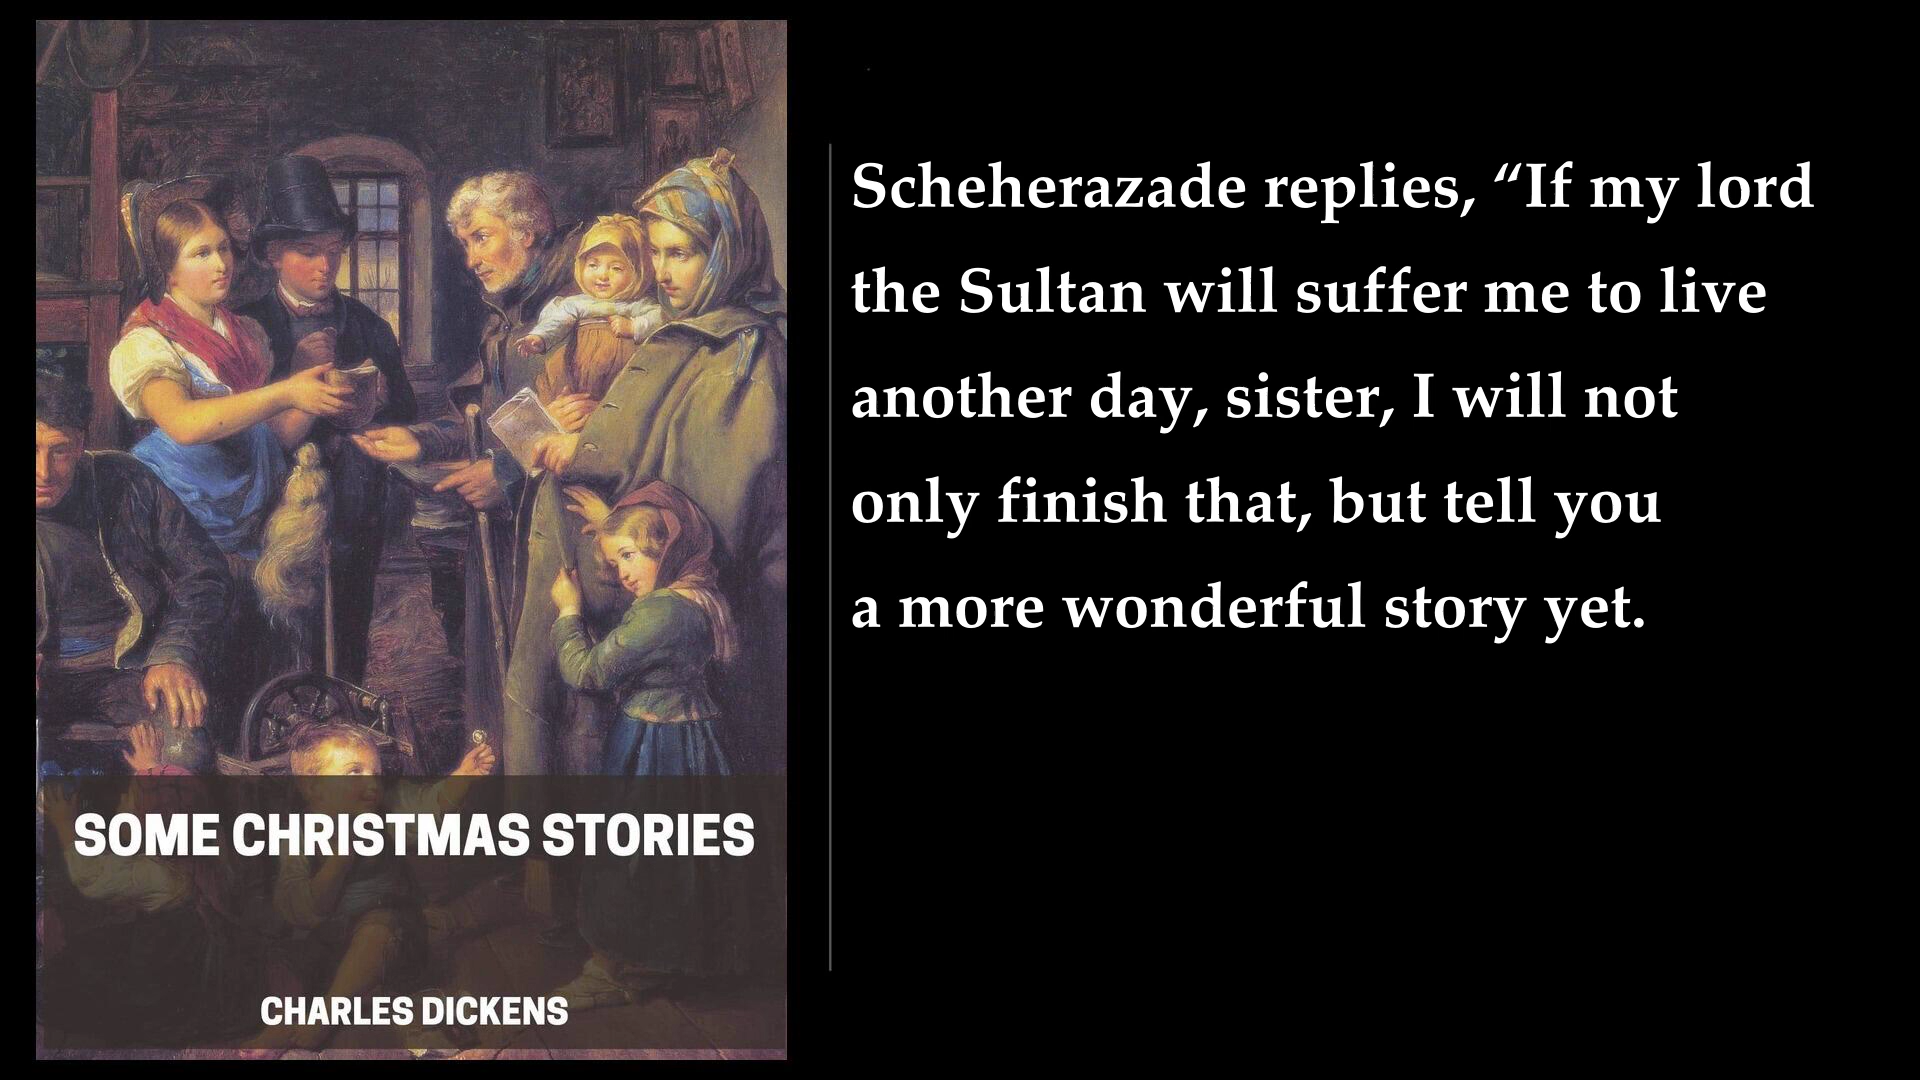 SOME CHRISTMAS STORIES
CHARLES DICKENS
Scheherazade replies, “If my lord
the Sultan will suffer me to live
another day, sister, I will not
only finish that, but tell you
a more wonderful story yet.